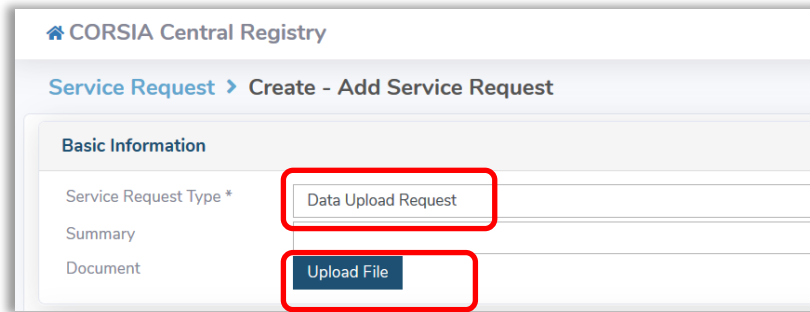 CORSIA Central Registry
Service Request > Create - Add Service Request
Basic Information
Service Request Type * Data Upload Request
Summary
Document Upload File